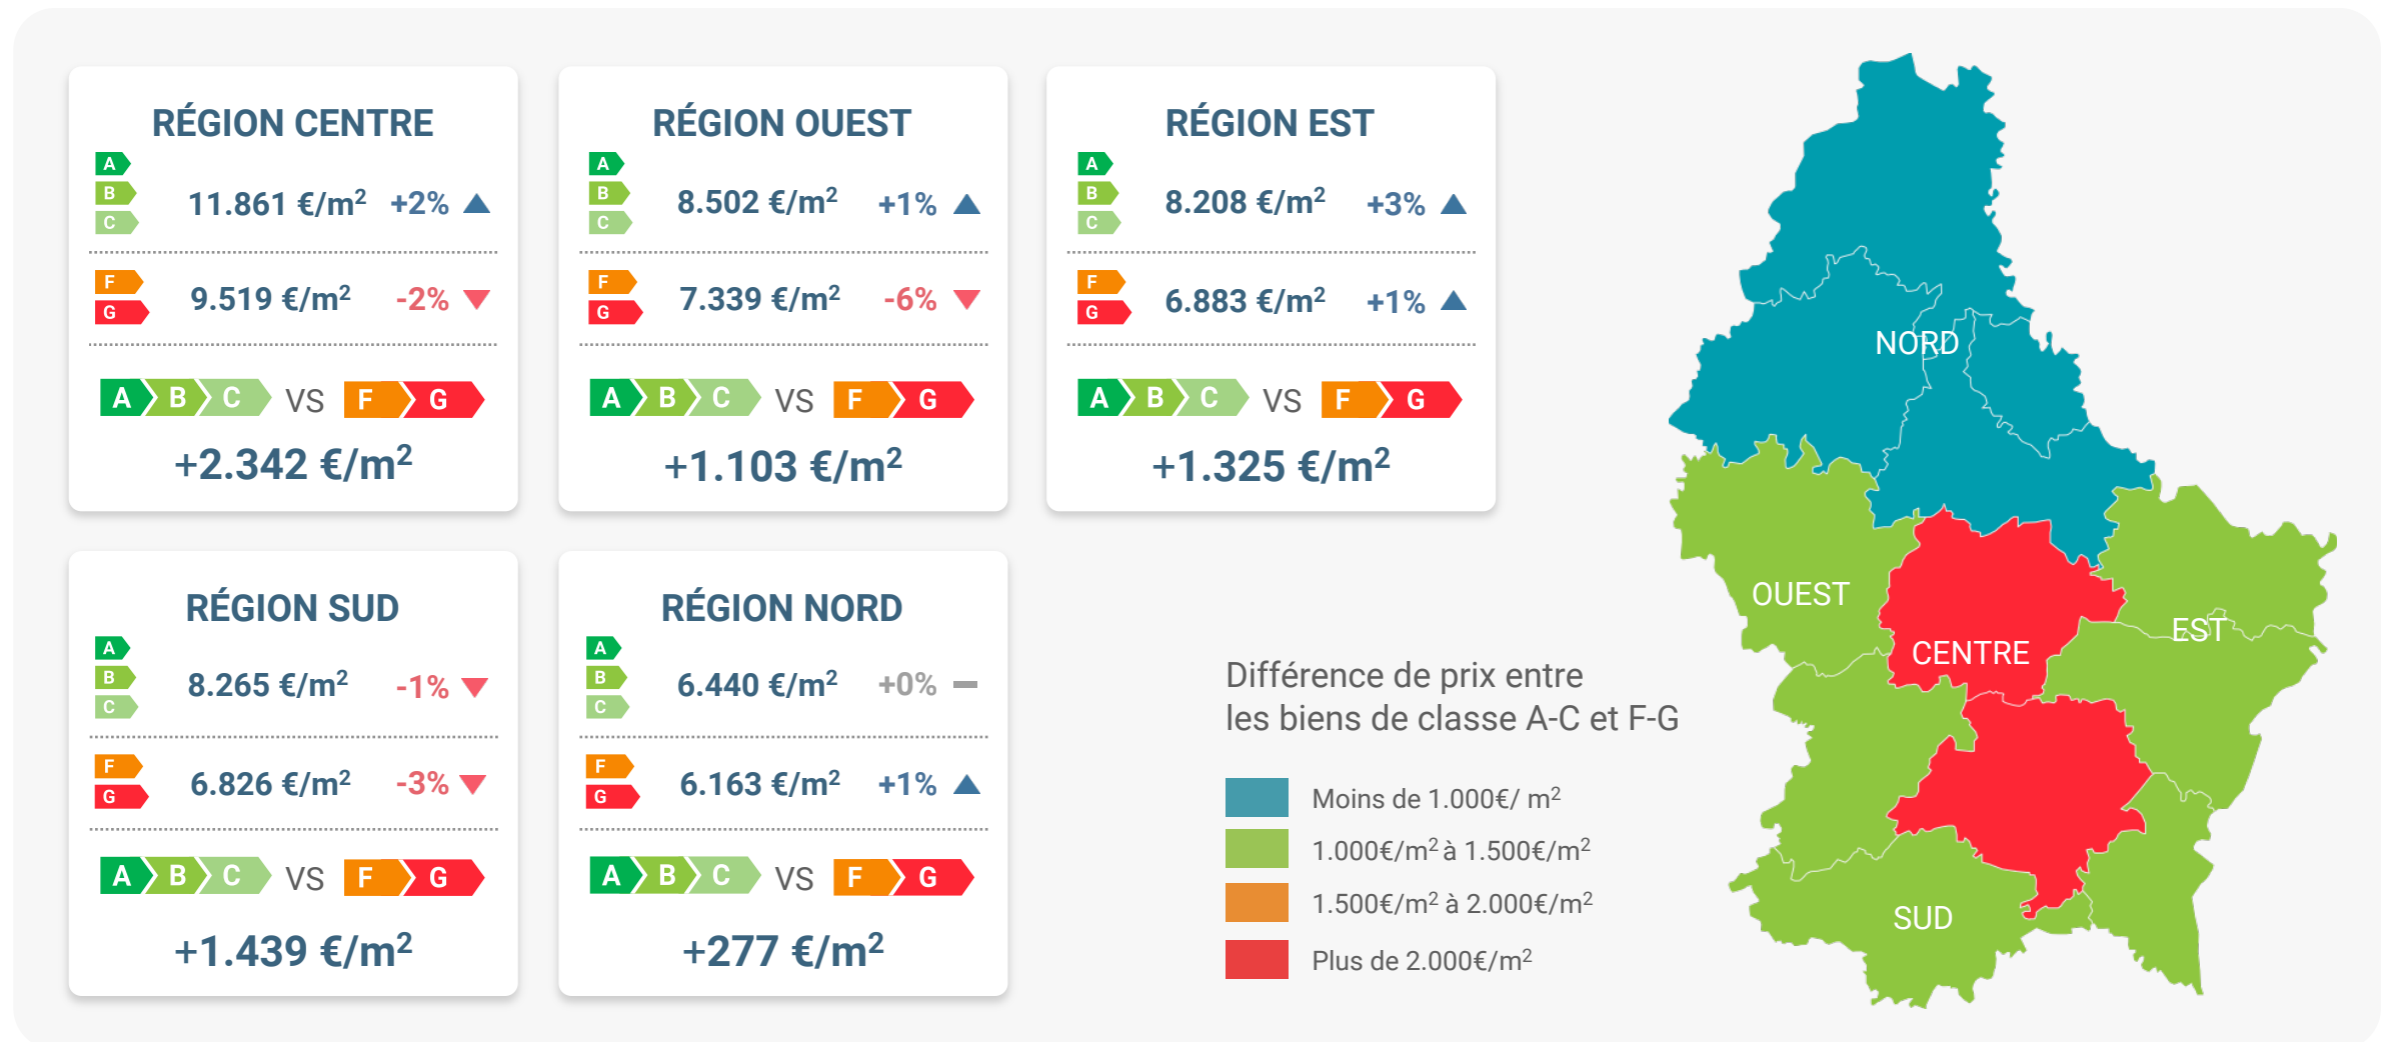 RÉGION CENTRE
A
B
C
11.861 €/m² +2%
F
G
9.519 €/m² -2%
A B C VS F G
+2.342 €/m²
RÉGION OUEST
A
B
C
8.502 €/m² +1%
F
G
7.339 €/m² -6%
A B C VS F G
+1.103 €/m²
RÉGION EST
A
B
C
8.208 €/m² +3%
F
G
6.883 €/m² +1%
A B C VS F G
+1.325 €/m²
RÉGION SUD
A
B
C
8.265 €/m² -1%
F
G
6.826 €/m² -3%
A B C VS F G
+1.439 €/m²
RÉGION NORD
A
B
C
6.440 €/m² +0%
F
G
6.163 €/m² +1%
A B C VS F G
+277 €/m²
Différence de prix entre
les biens de classe A-C et F-G
Moins de 1.000€/ m²
1.000€/m² à 1.500€/m²
1.500€/m² à 2.000€/m²
Plus de 2.000€/m²
NORD
OUEST
EST
CENTRE
SUD